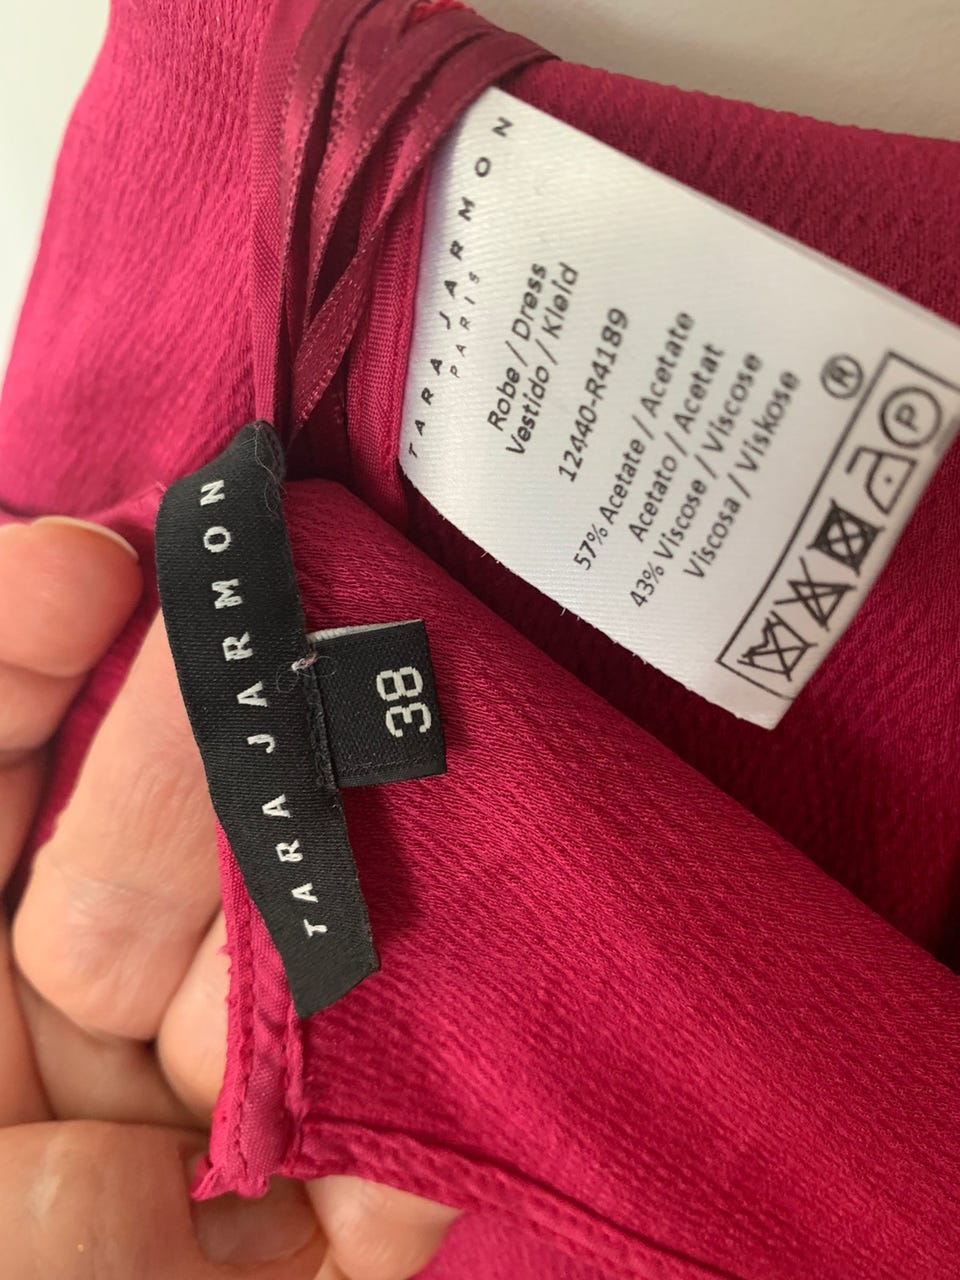 TARA JARMON
38
TARA JARMON
PARIS
Robe / Dress
Vestido / Kleid
12440-R4189
57% Acetate / Acetate
Acetato / Acetat
43% Viscose / Viscose
Viscosa / Viskose
®
P